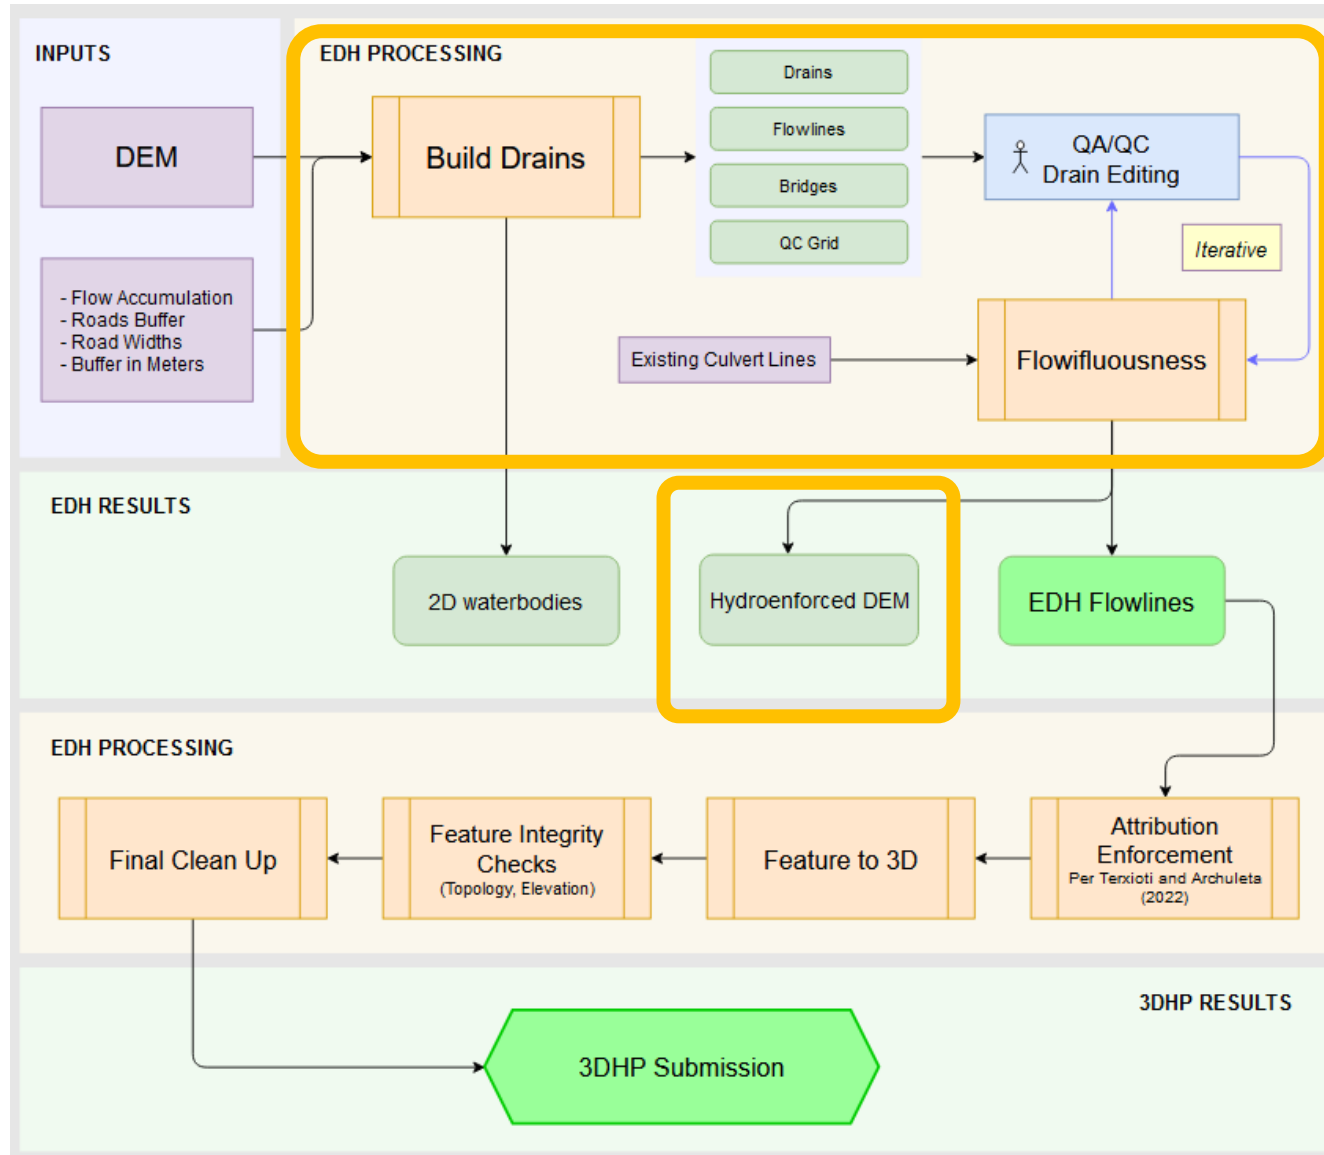 INPUTS
DEM
- Flow Accumulation
- Roads Buffer
- Road Widths
- Buffer in Meters
EDH PROCESSING
Build Drains
Drains
Flowlines
Bridges
QC Grid
QA/QC
Drain Editing
Iterative
Existing Culvert Lines
Flowifluousness
EDH RESULTS
2D waterbodies
Hydroenforced DEM
EDH Flowlines
EDH PROCESSING
Final Clean Up
Feature Integrity
Checks
(Topology, Elevation)
Feature to 3D
Attribution
Enforcement
Per Terxioti and Archuleta
(2022)
3DHP RESULTS
3DHP Submission